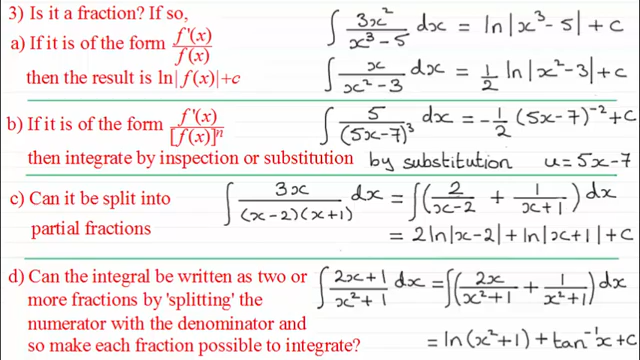 3) Is it a fraction? If so,
a) If it is of the form f'(x)/f(x)
then the result is ln|f(x)|+c
∫ 3x²/(x³-5) dx = ln|x³-5| + c
∫ x/(x²-3) dx = 1/2 ln|x²-3| + c
b) If it is of the form f'(x)/[f(x)]ⁿ
then integrate by inspection or substitution
∫ 5/(5x-7)³ dx = -1/2 (5x-7)⁻² + c
by substitution u = 5x-7
c) Can it be split into
partial fractions
∫ 3x/((x-2)(x+1)) dx = ∫(2/(x-2) + 1/(x+1)) dx
= 2ln|x-2| + ln|x+1| + c
d) Can the integral be written as two or
more fractions by 'splitting' the
numerator with the denominator and
so make each fraction possible to integrate?
∫ (2x+1)/(x²+1) dx = ∫(2x/(x²+1) + 1/(x²+1)) dx
= ln(x²+1) + tan⁻¹x + c